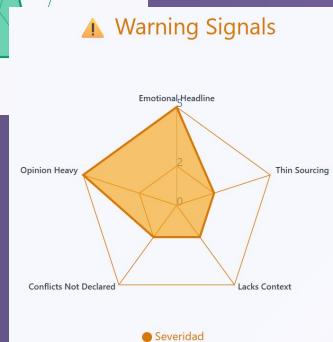 ⚠ Warning Signals
Emotional Headline
5
Opinion Heavy
Thin Sourcing
2
0
Conflicts Not Declared
Lacks Context
Severidad